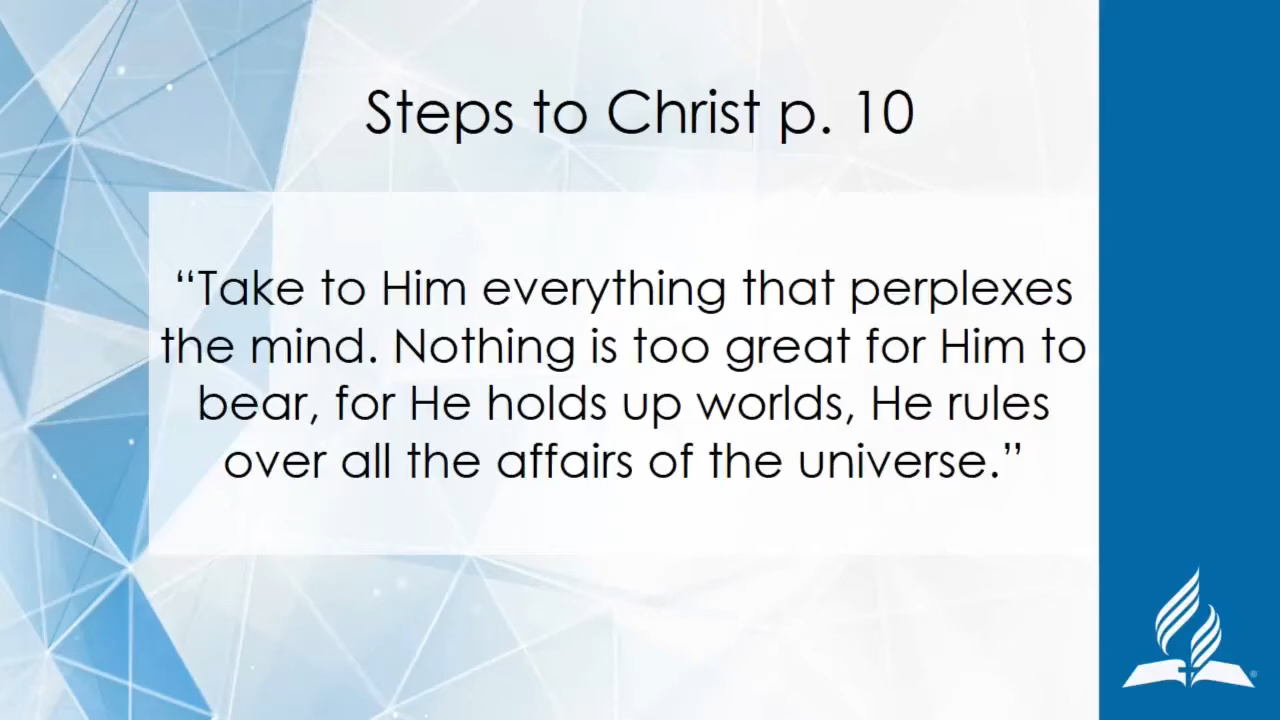 Steps to Christ p. 10
“Take to Him everything that perplexes
the mind. Nothing is too great for Him to
bear, for He holds up worlds, He rules
over all the affairs of the universe.”